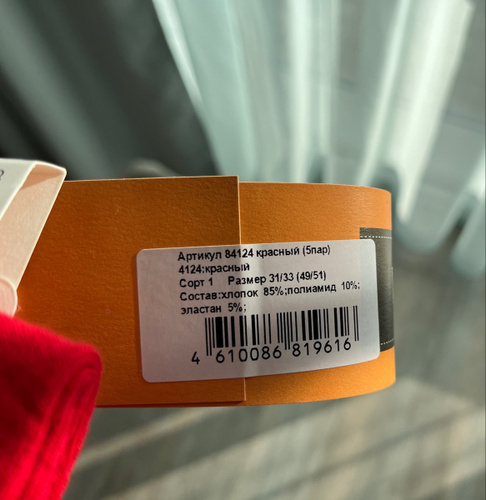 Артикул 84124 красный (5пар)
4124:красный
Сорт 1 Размер 31/33 (49/51)
Состав:хлопок 85%;полиамид 10%;
эластан 5%;
4 610086 819616